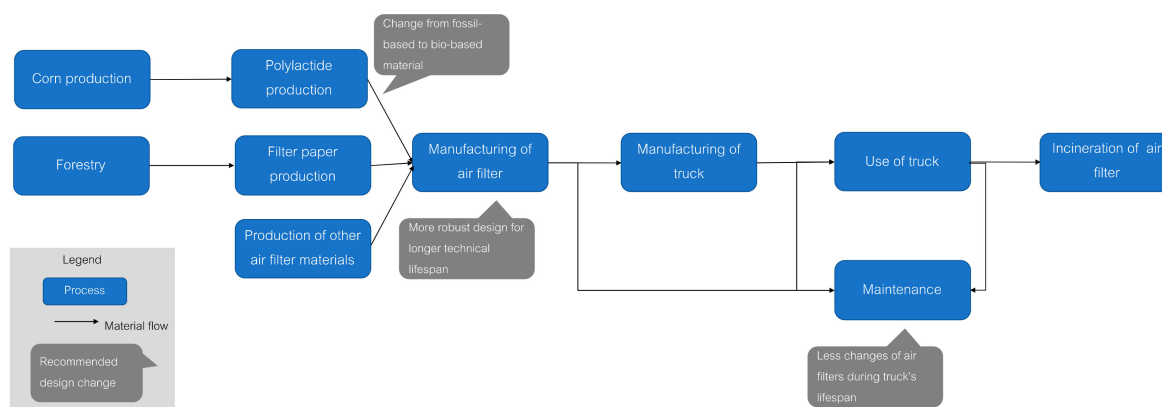 Change from fossil-
based to bio-based
material
Corn production
Polylactide
production
Forestry
Filter paper
production
Manufacturing of
air filter
Manufacturing of
truck
Use of truck
Incineration of air
filter
Production of other
air filter materials
More robust design for
longer technical
lifespan
Maintenance
Less changes of air
filters during truck's
lifespan
Legend
Process
Material flow
Recommended
design change